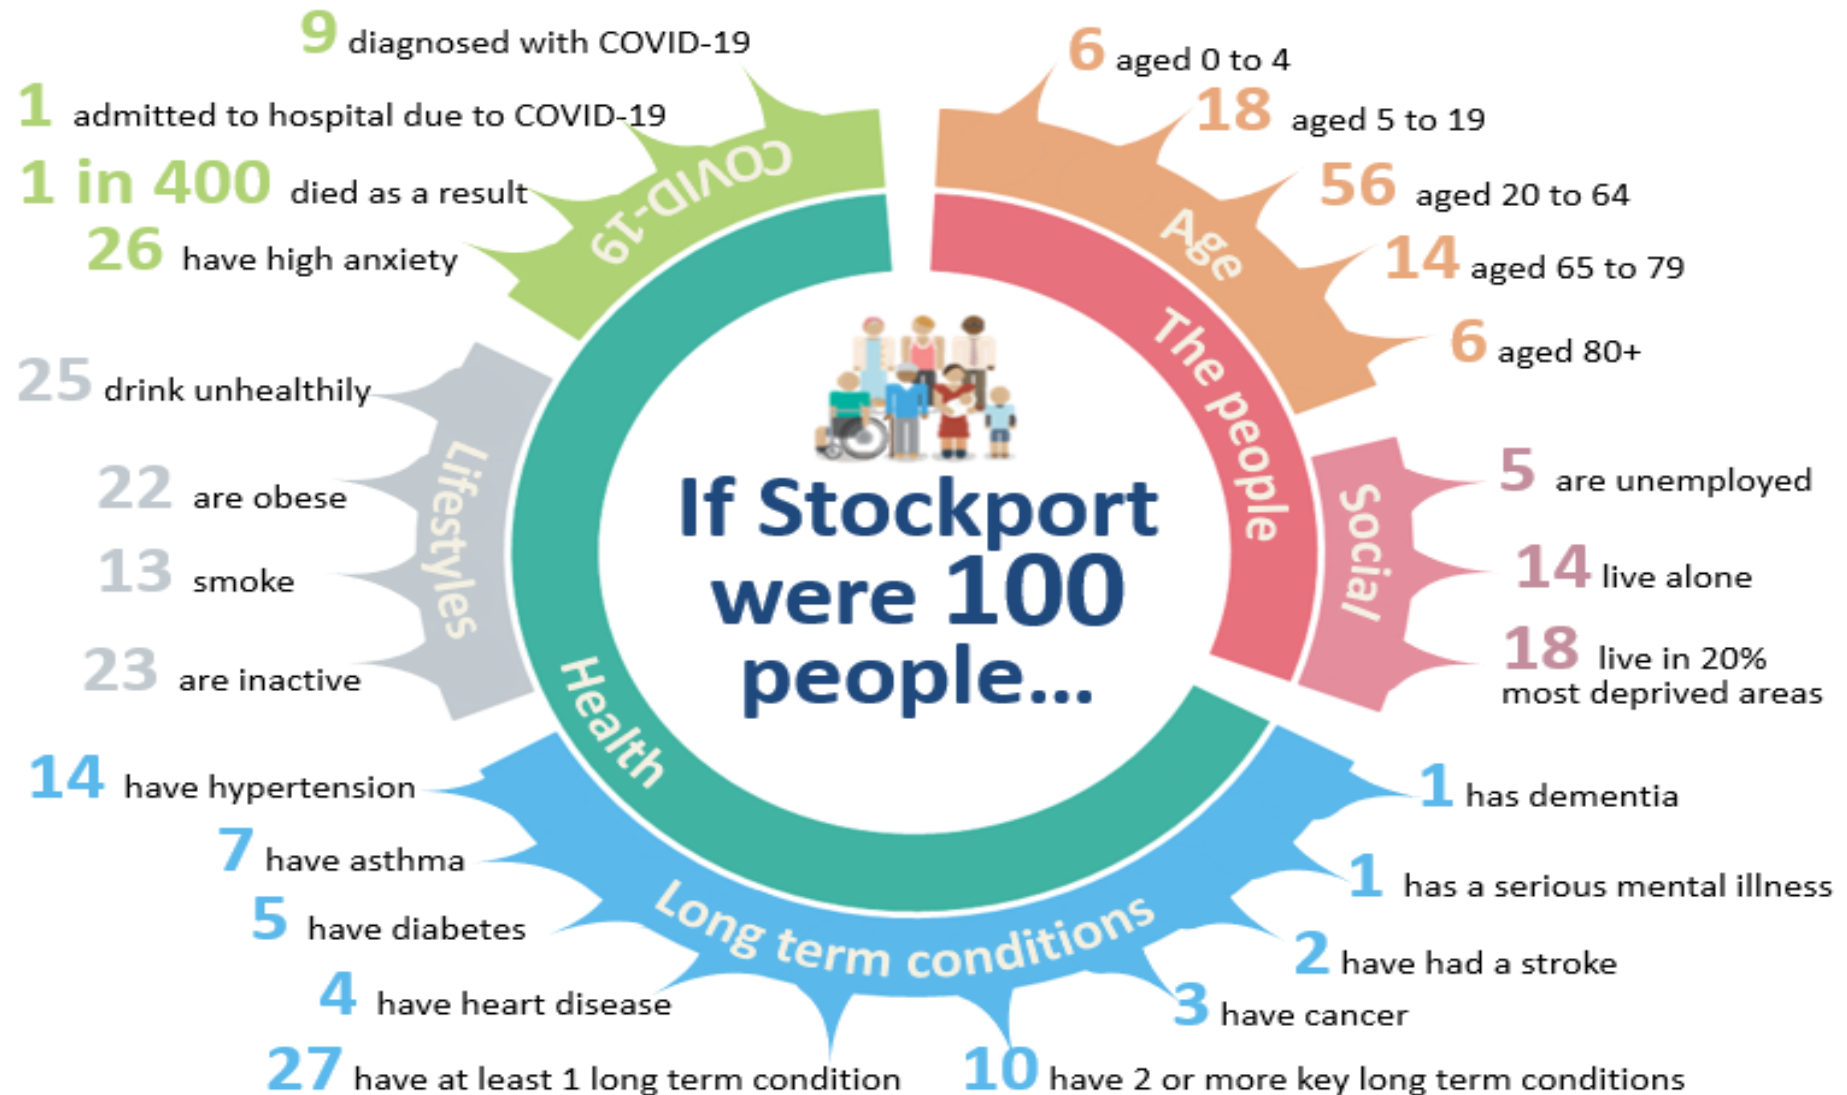 If Stockport
were 100
people...
The people
Age
6 aged 0 to 4
18 aged 5 to 19
56 aged 20 to 64
14 aged 65 to 79
6 aged 80+
Social
5 are unemployed
14 live alone
18 live in 20%
most deprived areas
Health
Long term conditions
1 has dementia
1 has a serious mental illness
2 have had a stroke
3 have cancer
10 have 2 or more key long term conditions
27 have at least 1 long term condition
4 have heart disease
5 have diabetes
7 have asthma
14 have hypertension
Lifestyles
23 are inactive
13 smoke
22 are obese
25 drink unhealthily
COVID-19
26 have high anxiety
1 in 400 died as a result
1 admitted to hospital due to COVID-19
9 diagnosed with COVID-19